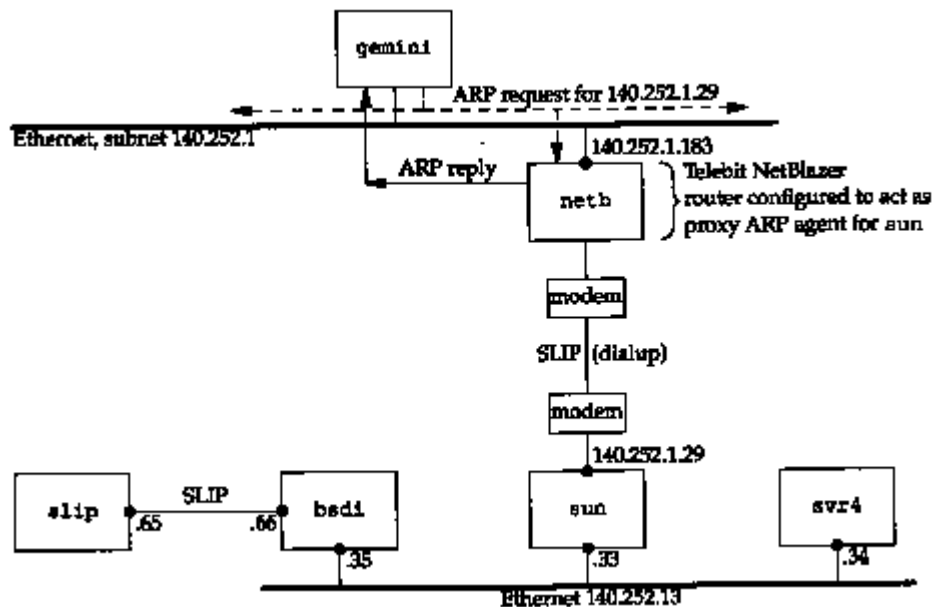 gemini
ARP request for 140.252.1.29
Ethernet, subnet 140.252.1
140.252.1.183
ARP reply
netb
Telebit NetBlazer
router configured to act as
proxy ARP agent for sun
modem
SLIP (dialup)
modem
140.252.1.29
slip
SLIP
.65
.66
bsdi
sun
svr4
.35
.33
.34
Ethernet 140.252.13